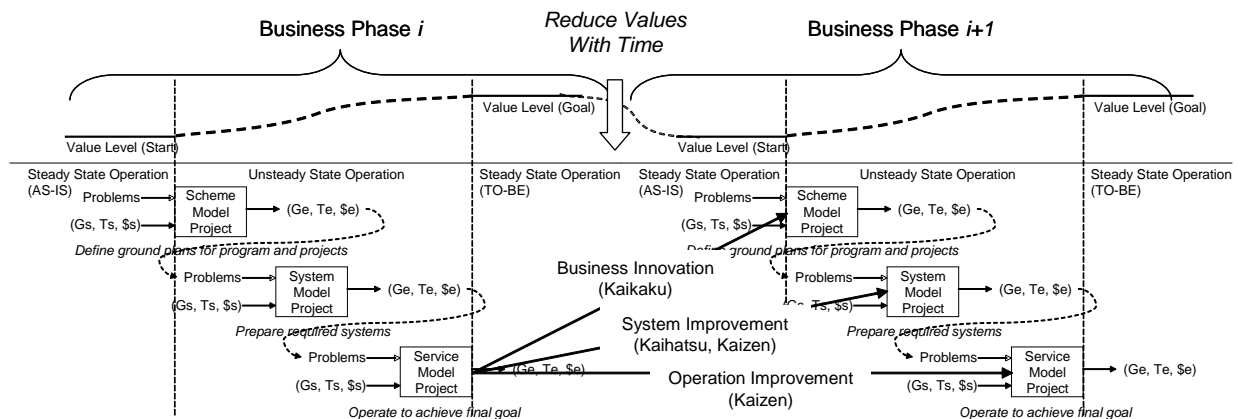 Business Phase i
Reduce Values
With Time
Business Phase i+1
Value Level (Goal)
Value Level (Start)
Value Level (Goal)
Value Level (Start)
Steady State Operation
(AS-IS)
Unsteady State Operation
Steady State Operation
(TO-BE)
Steady State Operation
(AS-IS)
Unsteady State Operation
Steady State Operation
(TO-BE)
Problems
(Gs, Ts, $s)
Scheme
Model
Project
(Ge, Te, $e)
Define ground plans for program and projects
Problems
(Gs, Ts, $s)
System
Model
Project
(Ge, Te, $e)
Prepare required systems
Problems
(Gs, Ts, $s)
Service
Model
Project
(Ge, Te, $e)
Operate to achieve final goal
Business Innovation
(Kaikaku)
System Improvement
(Kaihatsu, Kaizen)
Operation Improvement
(Kaizen)
Problems
(Gs, Ts, $s)
Scheme
Model
Project
(Ge, Te, $e)
Define ground plans for program and projects
Problems
(Gs, Ts, $s)
System
Model
Project
(Ge, Te, $e)
Prepare required systems
Problems
(Gs, Ts, $s)
Service
Model
Project
(Ge, Te, $e)
Operate to achieve final goal